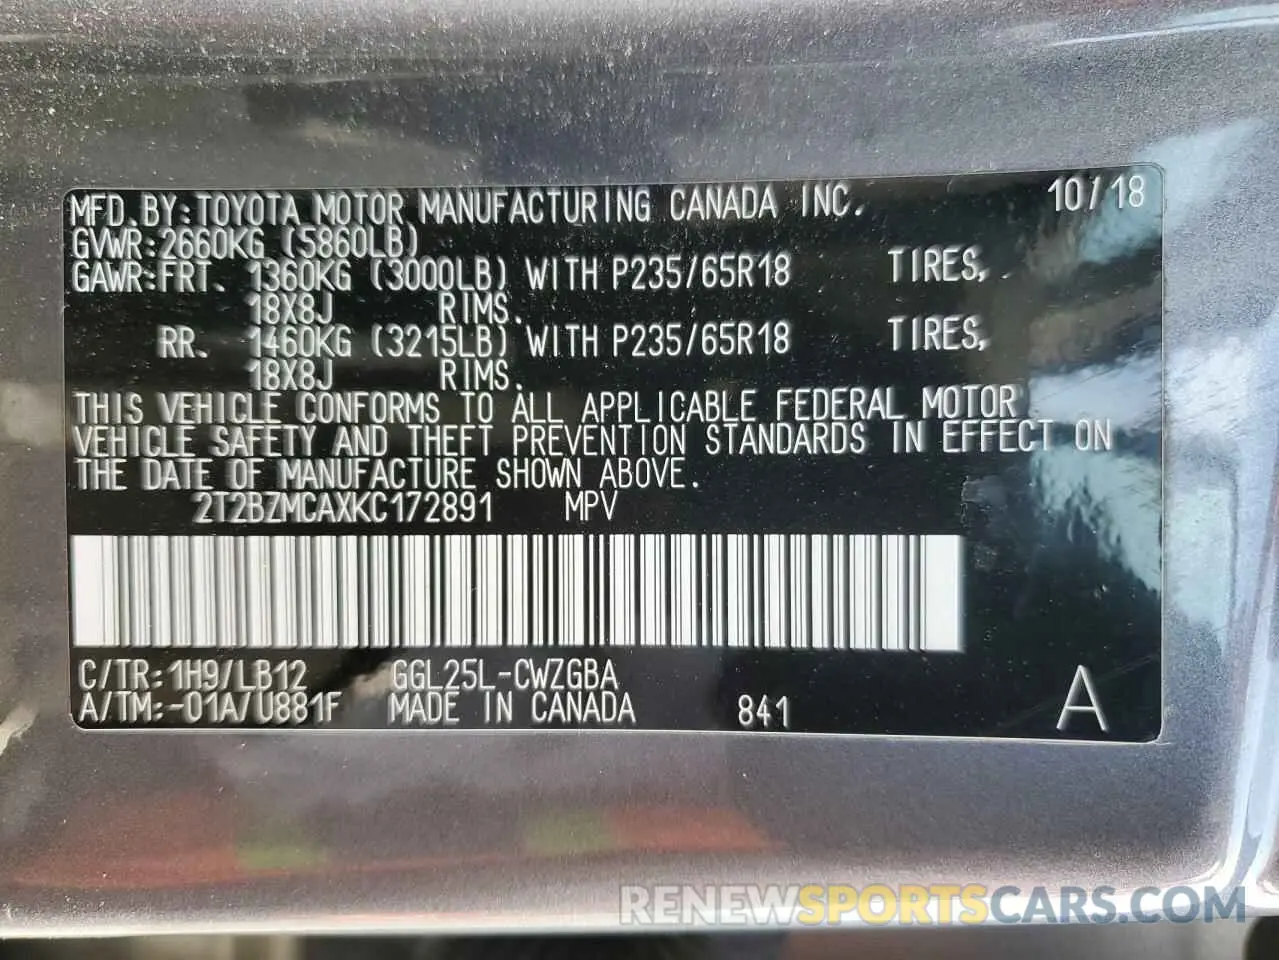 MFD.BY:TOYOTA MOTOR MANUFACTURING CANADA INC. 10/18
GVWR:2660KG (5860LB)
GAWR:FRT. 1360KG (3000LB) WITH P235/65R18 TIRES,
18X8J RIMS.
RR. 1460KG (3215LB) WITH P235/65R18 TIRES,
18X8J RIMS.
THIS VEHICLE CONFORMS TO ALL APPLICABLE FEDERAL MOTOR
VEHICLE SAFETY AND THEFT PREVENTION STANDARDS IN EFFECT ON
THE DATE OF MANUFACTURE SHOWN ABOVE.
2T2BZMCAXKC172891 MPV
C/TR:1H9/LB12 GGL25L-CWZGBA
A/TM:-01A/U881F MADE IN CANADA 841 A
RENEWSPORTSCARS.COM